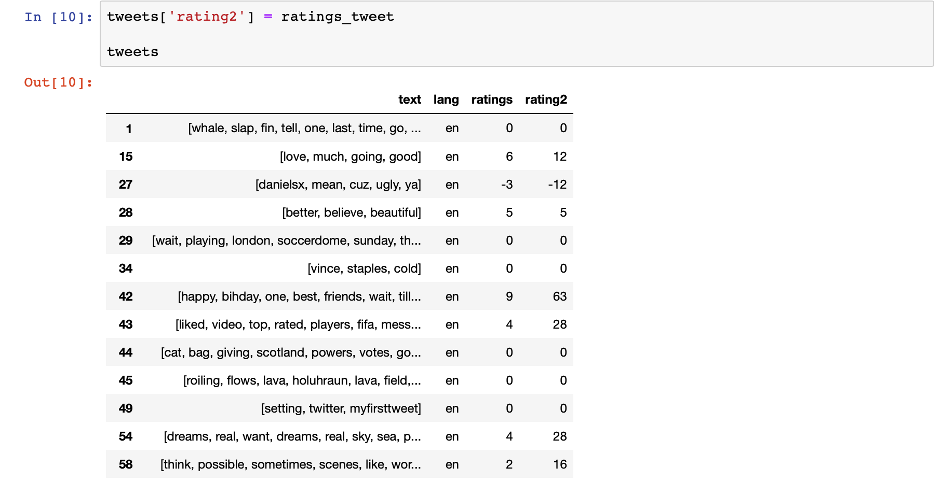 In [10]: tweets['rating2'] = ratings_tweet
tweets
Out[10]:
text lang ratings rating2
1 [whale, slap, fin, tell, one, last, time, go, ... en 0 0
15 [love, much, going, good] en 6 12
27 [danielsx, mean, cuz, ugly, ya] en -3 -12
28 [better, believe, beautiful] en 5 5
29 [wait, playing, london, soccerdome, sunday, th... en 0 0
34 [vince, staples, cold] en 0 0
42 [happy, bihday, one, best, friends, wait, till... en 9 63
43 [liked, video, top, rated, players, fifa, mess... en 4 28
44 [cat, bag, giving, scotland, powers, votes, go... en 0 0
45 [roiling, flows, lava, holuhraun, lava, field,... en 0 0
49 [setting, twitter, myfirsttweet] en 0 0
54 [dreams, real, want, dreams, real, sky, sea, p... en 4 28
58 [think, possible, sometimes, scenes, like, wor... en 2 16